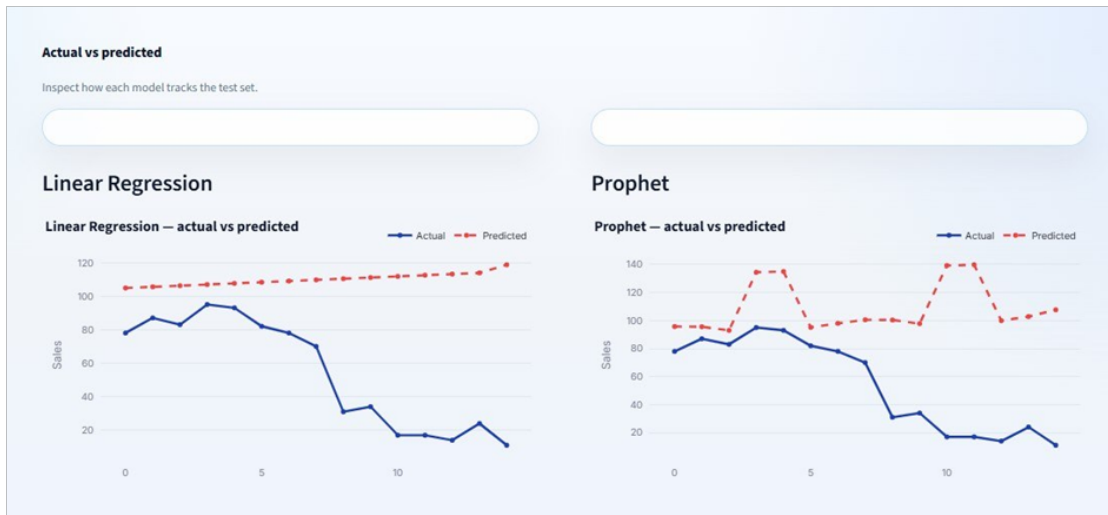 Actual vs predicted
Inspect how each model tracks the test set.
Linear Regression
Linear Regression — actual vs predicted
Actual
Predicted
120
100
80
60
40
20
Sales
0
5
10
Prophet
Prophet — actual vs predicted
Actual
Predicted
140
120
100
80
60
40
20
Sales
0
5
10